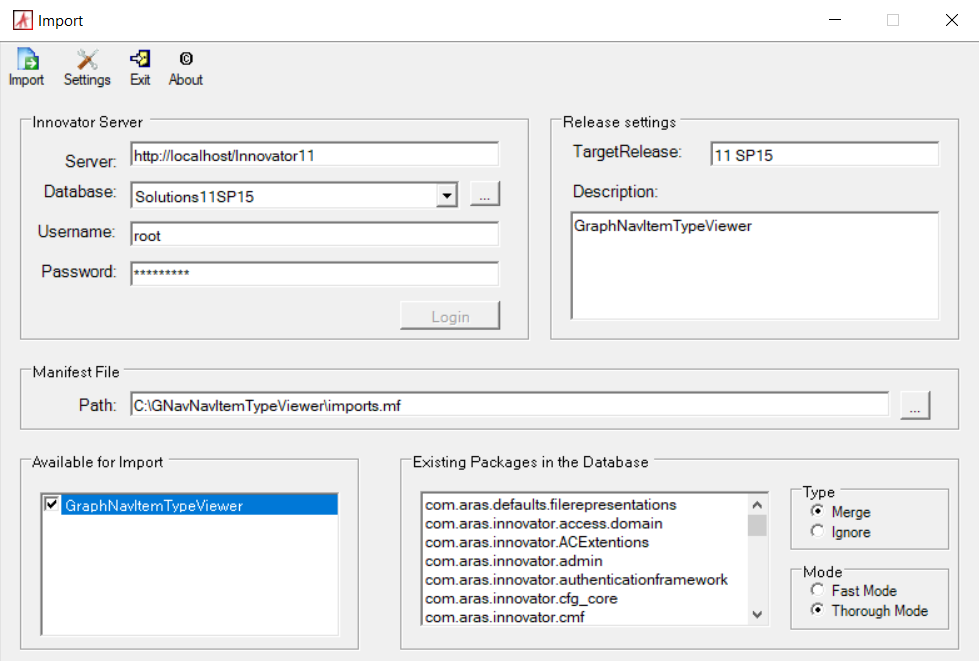 Import
Import Settings Exit About
Innovator Server
Server: http://localhost/Innovator11
Database: Solutions11SP15 ...
Username: root
Password: *********
Login
Release settings
TargetRelease: 11 SP15
Description:
GraphNavItemTypeViewer
Manifest File
Path: C:\GNavNavItemTypeViewer\imports.mf ...
Available for Import
GraphNavItemTypeViewer
Existing Packages in the Database
com.aras.defaults.filerepresentations
com.aras.innovator.access.domain
com.aras.innovator.ACExtentions
com.aras.innovator.admin
com.aras.innovator.authenticationframework
com.aras.innovator.cfg_core
com.aras.innovator.cmf
Type
Merge
Ignore
Mode
Fast Mode
Thorough Mode